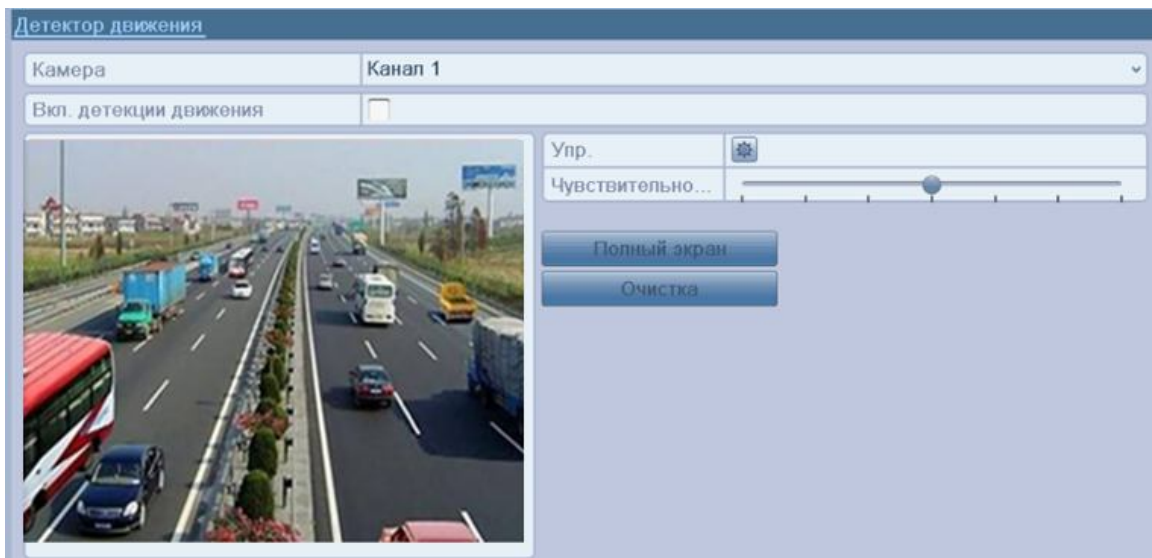 Детектор движения
Камера
Канал 1
Вкл. детекции движения
Упр.
Чувствительно...
Полный экран
Очистка